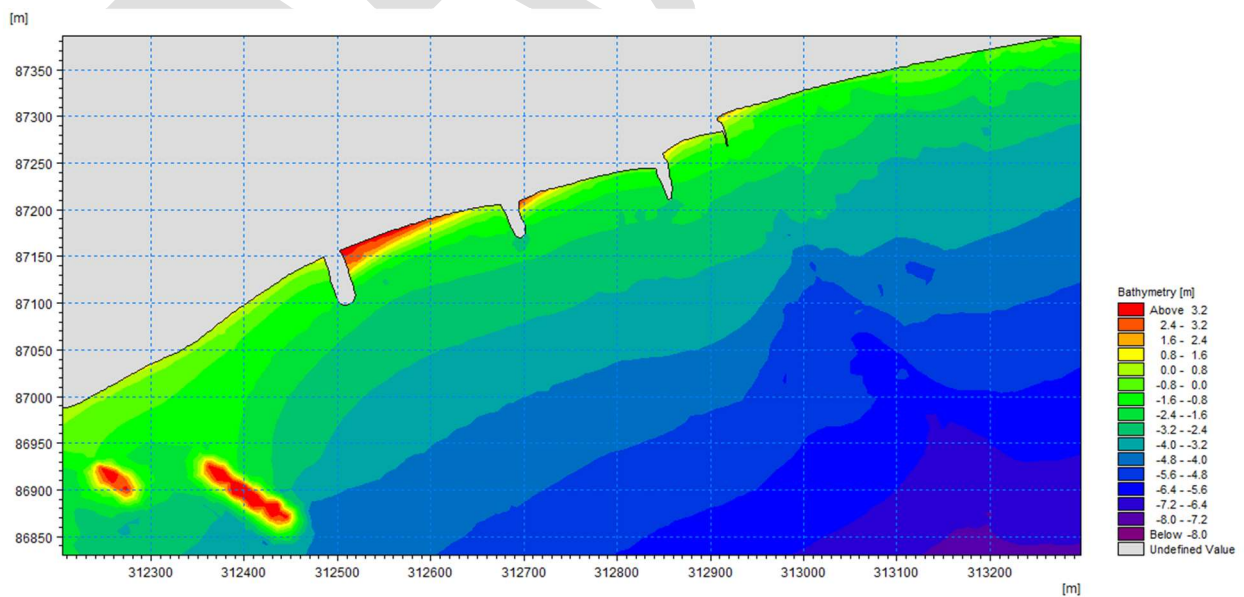 [m]
87350
87300
87250
87200
87150
87100
87050
87000
86950
86900
86850
312300 312400 312500 312600 312700 312800 312900 313000 313100 313200
[m]
Bathymetry [m]
Above 3.2
2.4 - 3.2
1.6 - 2.4
0.8 - 1.6
0.0 - 0.8
-0.8 - 0.0
-1.6 - -0.8
-2.4 - -1.6
-3.2 - -2.4
-4.0 - -3.2
-4.8 - -4.0
-5.6 - -4.8
-6.4 - -5.6
-7.2 - -6.4
-8.0 - -7.2
Below -8.0
Undefined Value